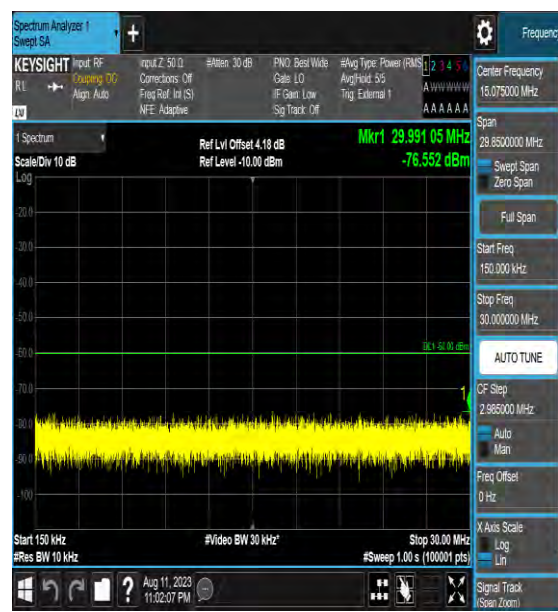 Spectrum Analyzer 1
Swept SA
+
Frequenc
KEYSIGHT
Input: RF
Coupling: DC
Align: Auto
Input Z: 50 Ω
Corrections: Off
Freq Ref: Int (S)
NFE: Adaptive
#Atten: 30 dB
PNO: Best Wide
Gate: LO
IF Gain: Low
Sig Track: Off
#Avg Type: Power (RMS
Avg|Hold: 5/5
Trig: External 1
1 2 3 4 5 6
A W W W W W
A A A A A A
1 Spectrum
Scale/Div 10 dB
Log
Ref Lvl Offset 4.18 dB
Ref Level -10.00 dBm
Mkr1 29.991 05 MHz
-76.552 dBm
-20.0
-30.0
-40.0
-50.0
DL1 -60.00 dBm
-60.0
-70.0
1
-80.0
-90.0
-100
Start 150 kHz
#Res BW 10 kHz
#Video BW 30 kHz*
Stop 30.00 MHz
#Sweep 1.00 s (100001 pts)
?
Aug 11, 2023
11:02:07 PM
Center Frequency
15.075000 MHz
Span
29.8500000 MHz
Swept Span
Zero Span
Full Span
Start Freq
150.000 kHz
Stop Freq
30.000000 MHz
AUTO TUNE
CF Step
2.985000 MHz
Auto
Man
Freq Offset
0 Hz
X Axis Scale
Log
Lin
Signal Track
(Span Zoom)